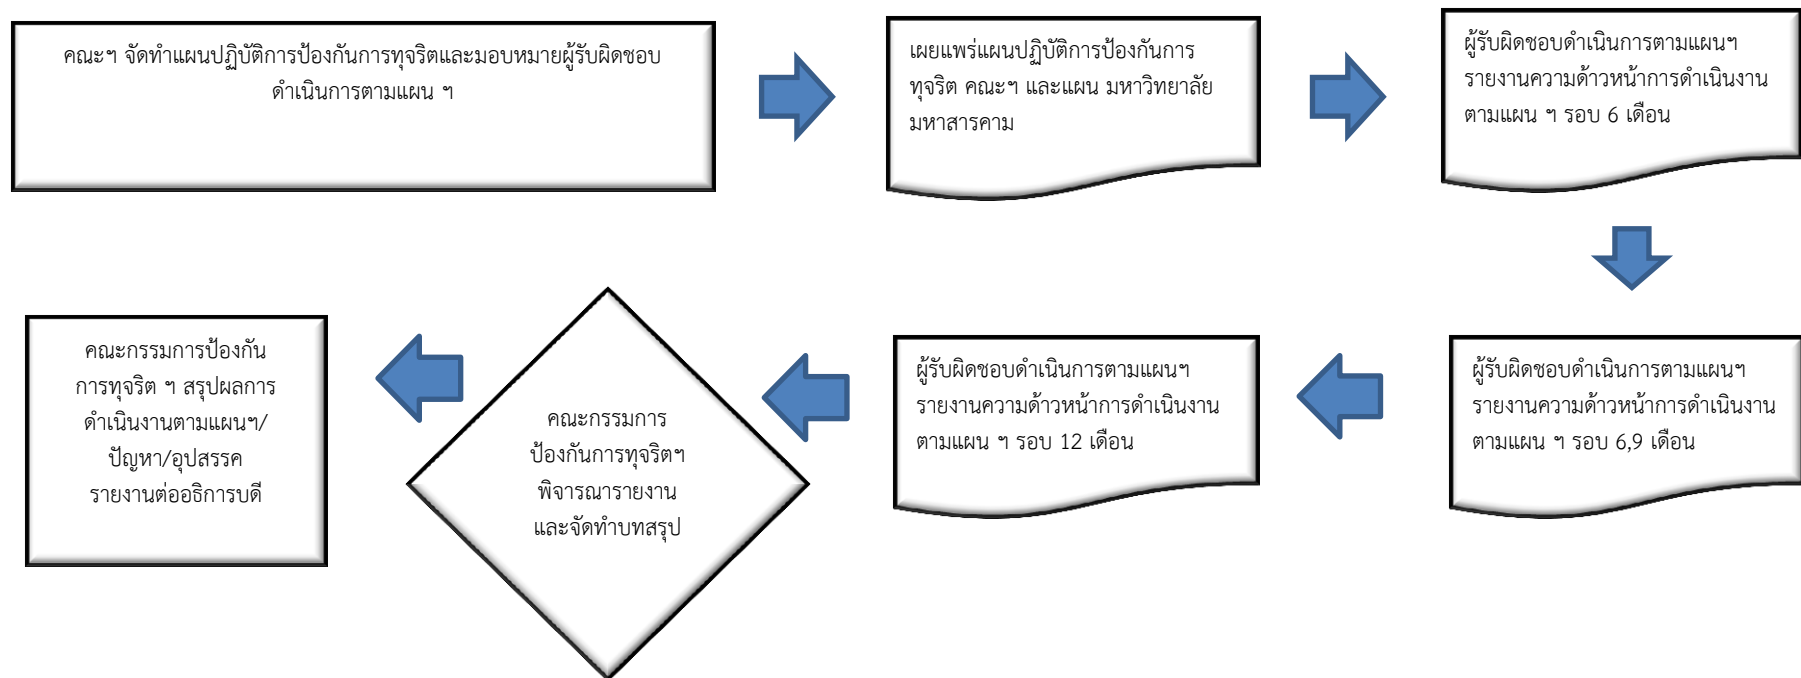 คณะฯ จัดทำแผนปฏิบัติการป้องกันการทุจริตและมอบหมายผู้รับผิดชอบ
ดำเนินการตามแผน ฯ
เผยแพร่แผนปฏิบัติการป้องกันการ
ทุจริต คณะฯ และแผน มหาวิทยาลัย
มหาสารคาม
ผู้รับผิดชอบดำเนินการตามแผนฯ
รายงานความด้าวหน้าการดำเนินงาน
ตามแผน ฯ รอบ 6 เดือน
ผู้รับผิดชอบดำเนินการตามแผนฯ
รายงานความด้าวหน้าการดำเนินงาน
ตามแผน ฯ รอบ 6,9 เดือน
ผู้รับผิดชอบดำเนินการตามแผนฯ
รายงานความด้าวหน้าการดำเนินงาน
ตามแผน ฯ รอบ 12 เดือน
คณะกรรมการ
ป้องกันการทุจริตฯ
พิจารณารายงาน
และจัดทำบทสรุป
คณะกรรมการป้องกัน
การทุจริต ฯ สรุปผลการ
ดำเนินงานตามแผนฯ/
ปัญหา/อุปสรรค
รายงานต่ออธิการบดี